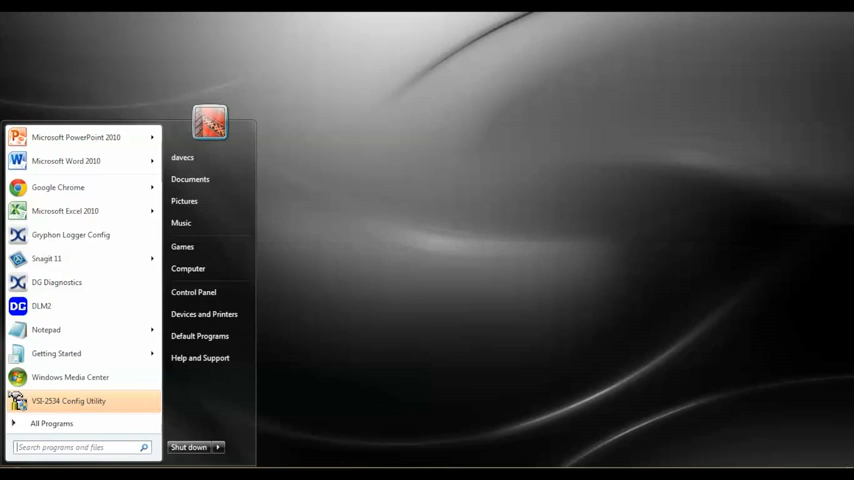 Microsoft PowerPoint 2010
Microsoft Word 2010
Google Chrome
Microsoft Excel 2010
Gryphon Logger Config
Snagit 11
DG Diagnostics
DG
DLM2
Notepad
Getting Started
Windows Media Center
VSI-2534 Config Utility
All Programs
Search programs and files
davecs
Documents
Pictures
Music
Games
Computer
Control Panel
Devices and Printers
Default Programs
Help and Support
Shut down